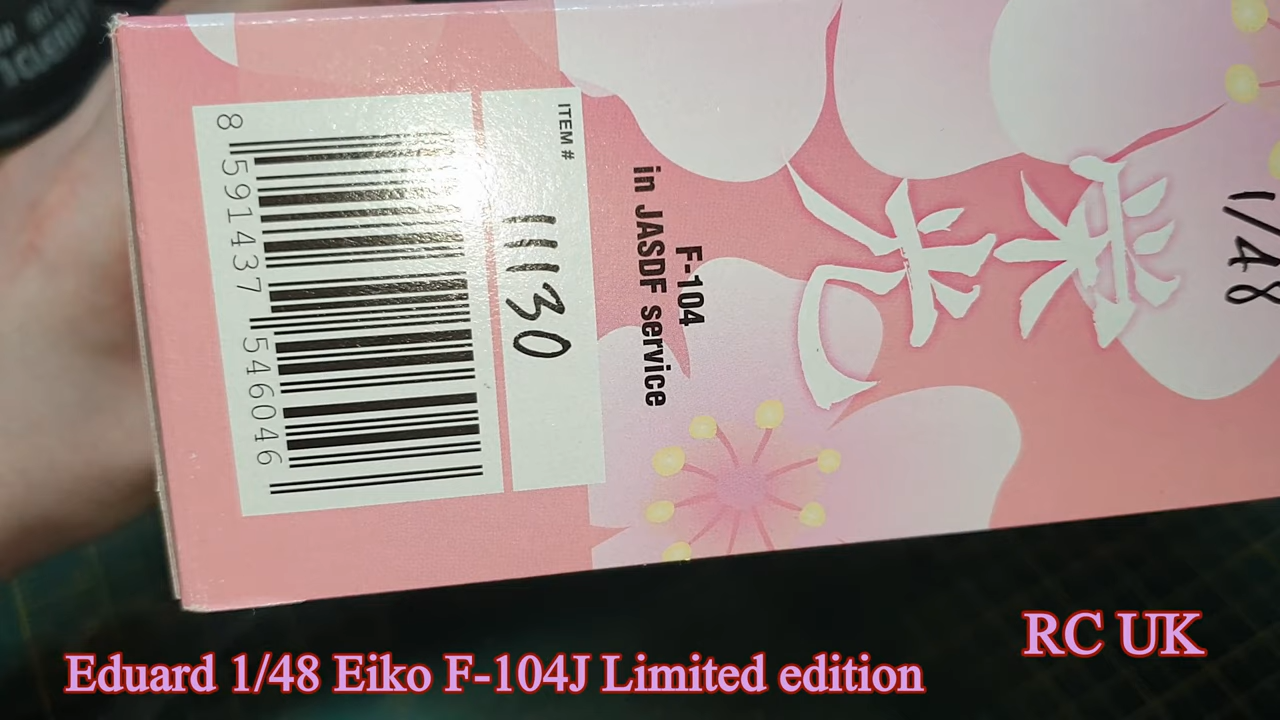 栄光
F-104
in JASDF service
1/48
ITEM #
11130
8 591437 546046
RC UK
Eduard 1/48 Eiko F-104J Limited edition